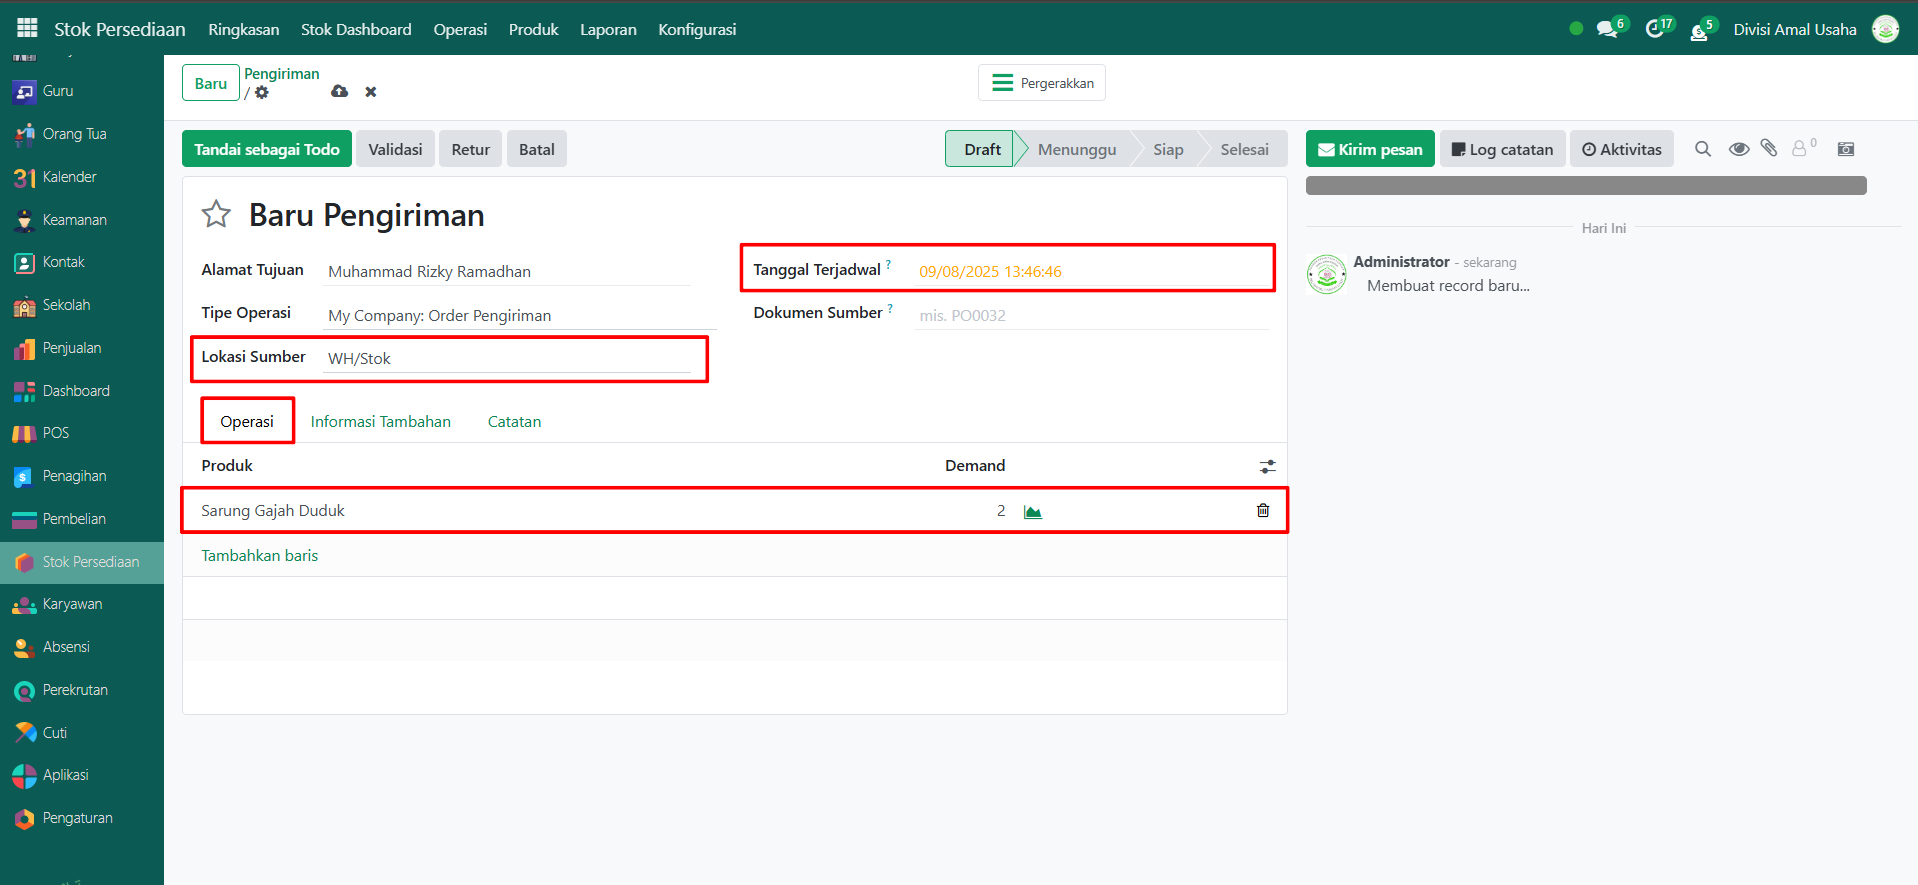 Stok Persediaan Ringkasan Stok Dashboard Operasi Produk Laporan Konfigurasi 6 17 5 Divisi Amal Usaha
Guru
Orang Tua
31 Kalender
Keamanan
Kontak
Sekolah
Penjualan
Dashboard
POS
Penagihan
Pembelian
Stok Persediaan
Karyawan
Absensi
Perekrutan
Cuti
Aplikasi
Pengaturan
Baru Pengiriman
/
Pergerakkan
Tandai sebagai Todo Validasi Retur Batal Draft Menunggu Siap Selesai
Baru Pengiriman
Alamat Tujuan Muhammad Rizky Ramadhan Tanggal Terjadwal ? 09/08/2025 13:46:46
Tipe Operasi My Company: Order Pengiriman Dokumen Sumber ? mis. PO0032
Lokasi Sumber WH/Stok
Operasi Informasi Tambahan Catatan
Produk Demand
Sarung Gajah Duduk 2
Tambahkan baris
Kirim pesan Log catatan Aktivitas 0
Hari Ini
Administrator - sekarang
Membuat record baru...